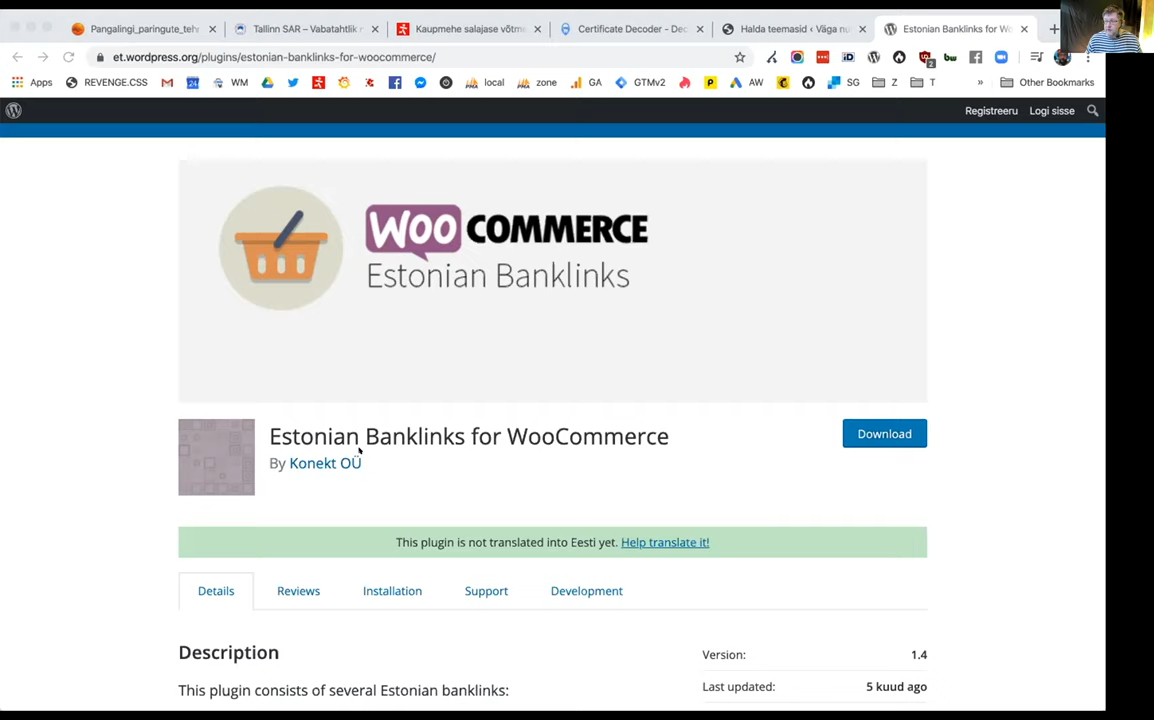 Pangalingi_paringute_teh
Tallinn SAR – Vabatahtlik
Kaupmehe salajase võtm
Certificate Decoder - Dec
Halda teemasid ‹ Väga nu
Estonian Banklinks for Wo
et.wordpress.org/plugins/estonian-banklinks-for-woocommerce/
Apps
REVENGE.CSS
24
WM
local
zone
GA
GTMv2
AW
SG
Z
T
»
Other Bookmarks
Registreeru
Logi sisse
WOO COMMERCE
Estonian Banklinks
Estonian Banklinks for WooCommerce
Download
By Konekt OÜ
This plugin is not translated into Eesti yet. Help translate it!
Details
Reviews
Installation
Support
Development
Description
Version:
1.4
Last updated:
5 kuud ago
This plugin consists of several Estonian banklinks: